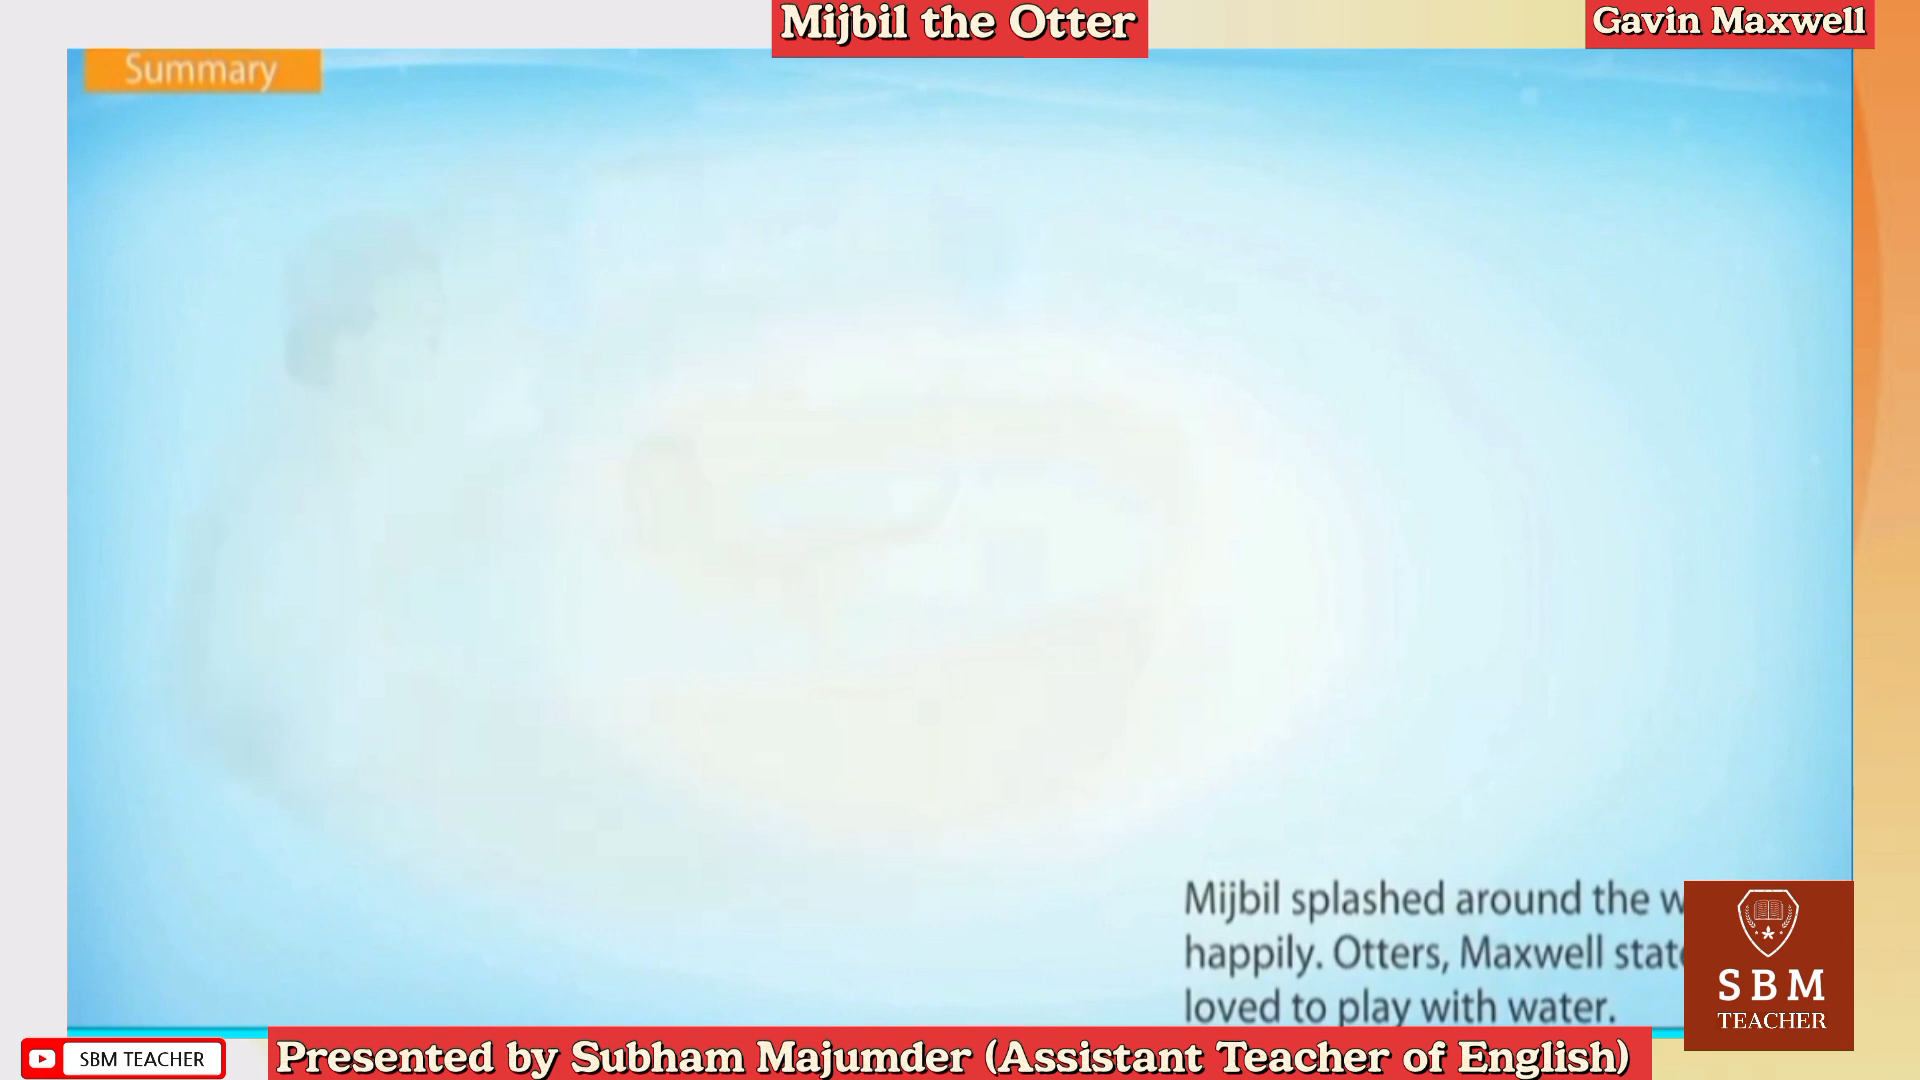 Mijbil the Otter
Gavin Maxwell
Summary
Mijbil splashed around the
happily. Otters, Maxwell
loved to play with water.
SBM
TEACHER
SBM TEACHER
Presented by Subham Majumder (Assistant Teacher of English)